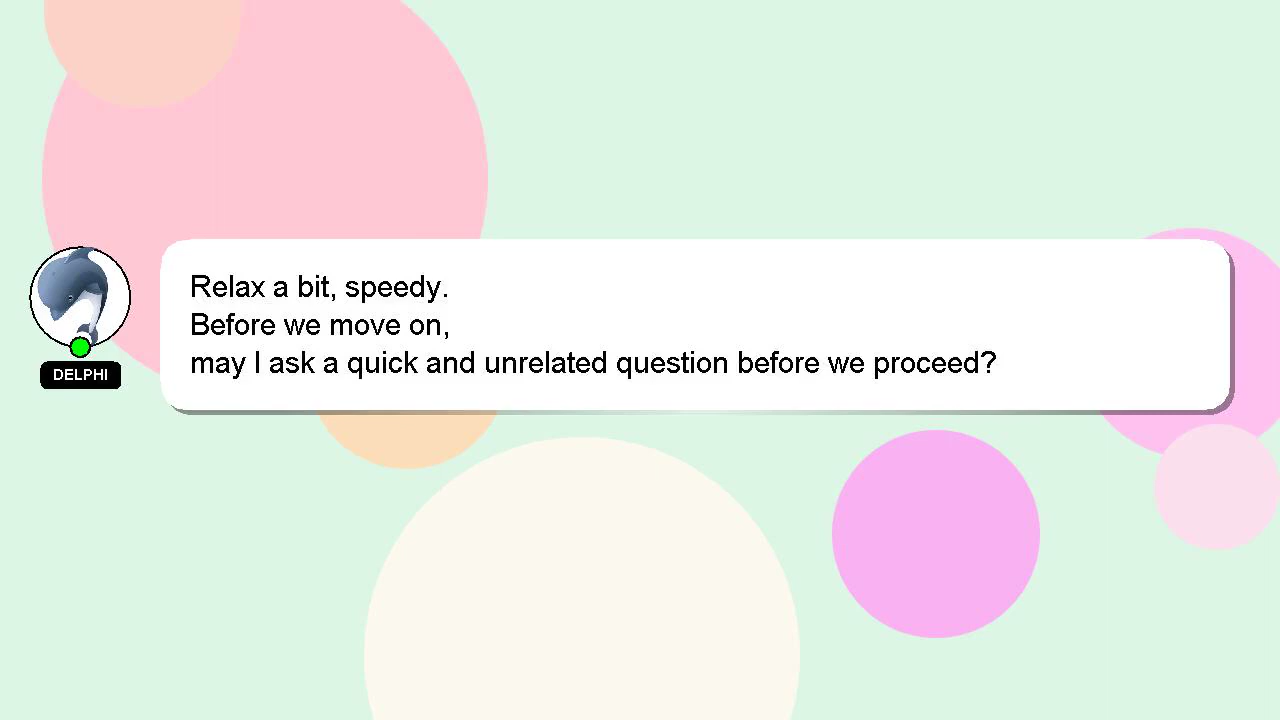 Relax a bit, speedy.
Before we move on,
may I ask a quick and unrelated question before we proceed?
DELPHI